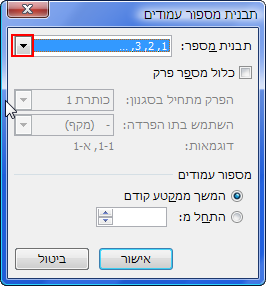 תבנית מספור עמודים
תבנית מספר: 1, 2, 3, ...
כלול מספר פרק
הפרק מתחיל בסגנון: כותרת 1
השתמש בתו הפרדה: - (מקף)
דוגמאות: 1-1, 1-א
מספור עמודים
המשך ממקטע קודם
התחל מ:
אישור ביטול